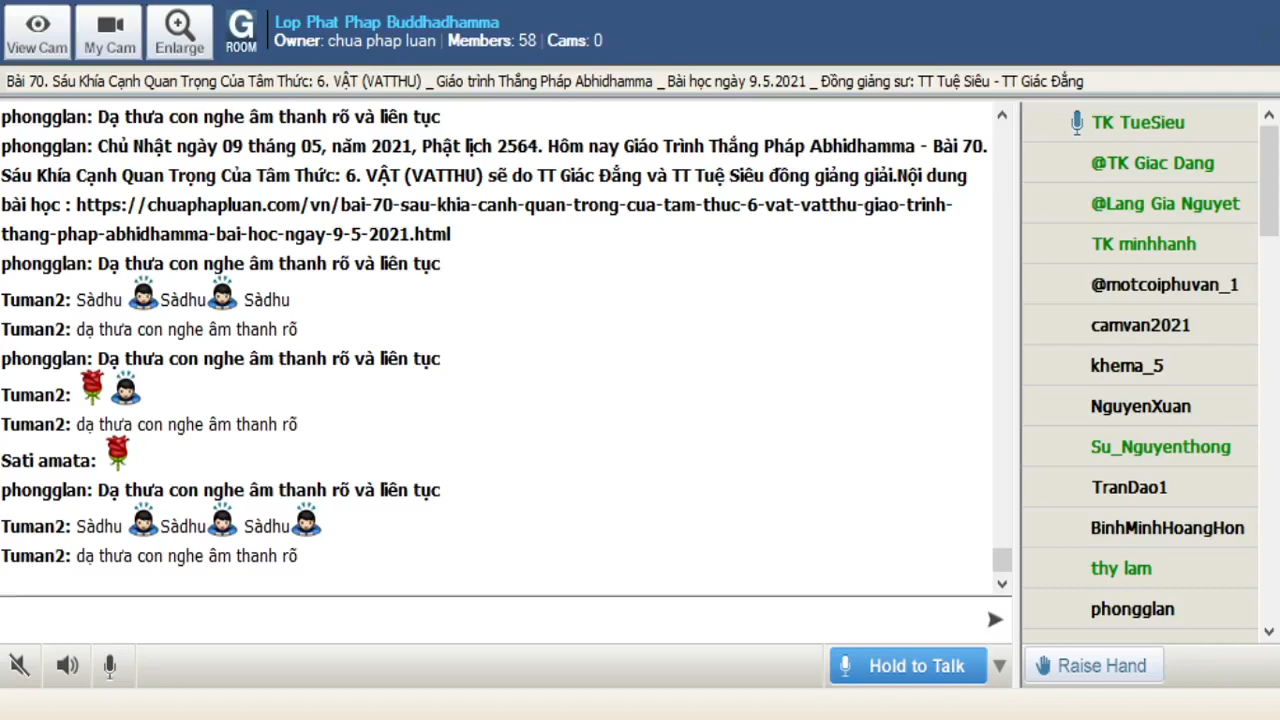 View Cam
My Cam
Enlarge
G
ROOM
Lop Phat Phap Buddhadhamma
Owner: chua phap luan | Members: 58 | Cams: 0
Bài 70. Sáu Khía Cạnh Quan Trọng Của Tâm Thức: 6. VẬT (VATTHU) _ Giáo trình Thắng Pháp Abhidhamma _ Bài học ngày 9.5.2021 _ Đồng giảng sư: TT Tuệ Siêu - TT Giác Đẳng
phongglan: Dạ thưa con nghe âm thanh rõ và liên tục
phongglan: Chủ Nhật ngày 09 tháng 05, năm 2021, Phật lịch 2564. Hôm nay Giáo Trình Thắng Pháp Abhidhamma - Bài 70.
Sáu Khía Cạnh Quan Trọng Của Tâm Thức: 6. VẬT (VATTHU) sẽ do TT Giác Đẳng và TT Tuệ Siêu đồng giảng giải.Nội dung
bài học : https://chuaphapluan.com/vn/bai-70-sau-khia-canh-quan-trong-cua-tam-thuc-6-vat-vatthu-giao-trinh-
thang-phap-abhidhamma-bai-hoc-ngay-9-5-2021.html
phongglan: Dạ thưa con nghe âm thanh rõ và liên tục
Tuman2: Sàdhu Sàdhu Sàdhu
Tuman2: dạ thưa con nghe âm thanh rõ
phongglan: Dạ thưa con nghe âm thanh rõ và liên tục
Tuman2:
Tuman2: dạ thưa con nghe âm thanh rõ
Sati amata:
phongglan: Dạ thưa con nghe âm thanh rõ và liên tục
Tuman2: Sàdhu Sàdhu Sàdhu
Tuman2: dạ thưa con nghe âm thanh rõ
TK TueSieu
@TK Giac Dang
@Lang Gia Nguyet
TK minhhanh
@motcoiphuvan_1
camvan2021
khema_5
NguyenXuan
Su_Nguyenthong
TranDao1
BinhMinhHoangHon
thy lam
phongglan
Hold to Talk
Raise Hand